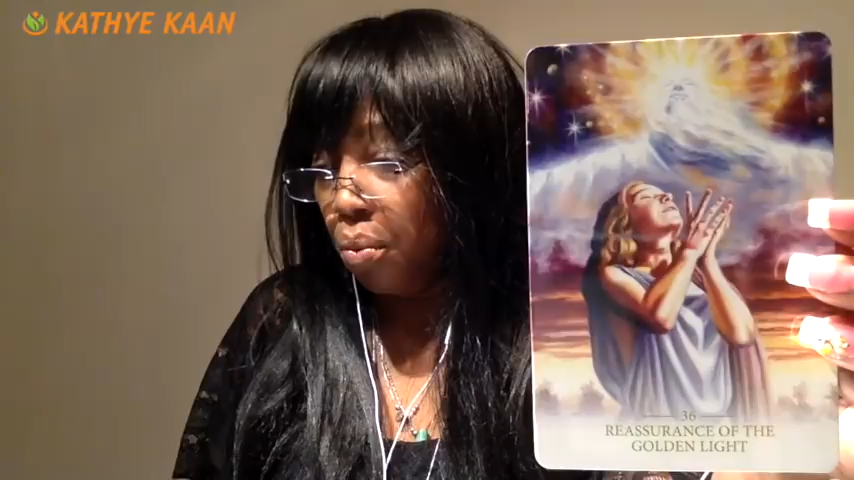 KATHYE KAAN
36
REASSURANCE OF THE
GOLDEN LIGHT